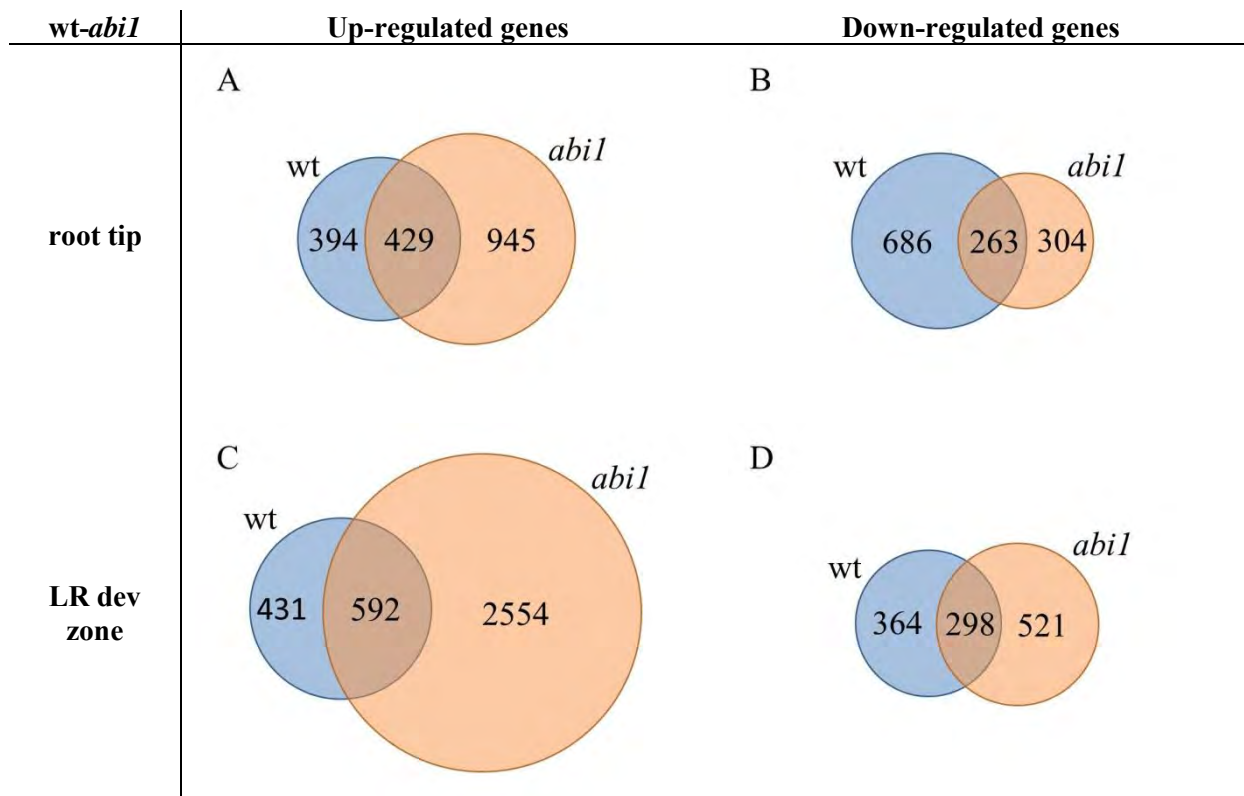 wt-abi1 Up-regulated genes Down-regulated genes
A B
wt abi1 wt abi1
root tip 394 429 945 686 263 304
C D
wt abi1 wt abi1
LR dev
zone
431 592 2554 364 298 521